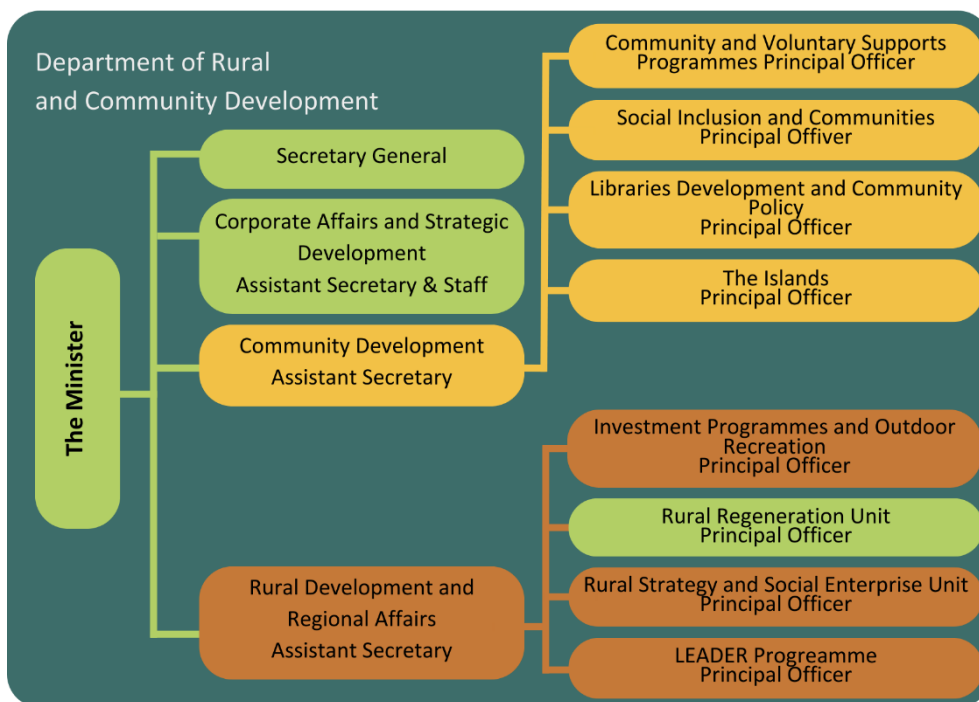 Department of Rural
and Community Development
The Minister
Secretary General
Corporate Affairs and Strategic
Development
Assistant Secretary & Staff
Community Development
Assistant Secretary
Rural Development and
Regional Affairs
Assistant Secretary
Community and Voluntary Supports
Programmes Principal Officer
Social Inclusion and Communities
Principal Offiver
Libraries Development and Community
Policy
Principal Officer
The Islands
Principal Officer
Investment Programmes and Outdoor
Recreation
Principal Officer
Rural Regeneration Unit
Principal Officer
Rural Strategy and Social Enterprise Unit
Principal Officer
LEADER Progreamme
Principal Officer